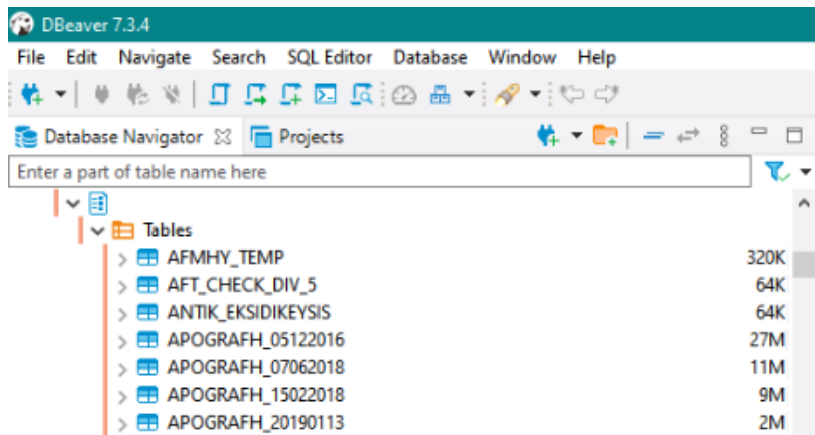 DBeaver 7.3.4
File Edit Navigate Search SQL Editor Database Window Help
Database Navigator Projects
Enter a part of table name here
Tables
AFMHY_TEMP 320K
AFT_CHECK_DIV_5 64K
ANTIK_EKSIDIKEYSIS 64K
APOGRAFH_05122016 27M
APOGRAFH_07062018 11M
APOGRAFH_15022018 9M
APOGRAFH_20190113 2M